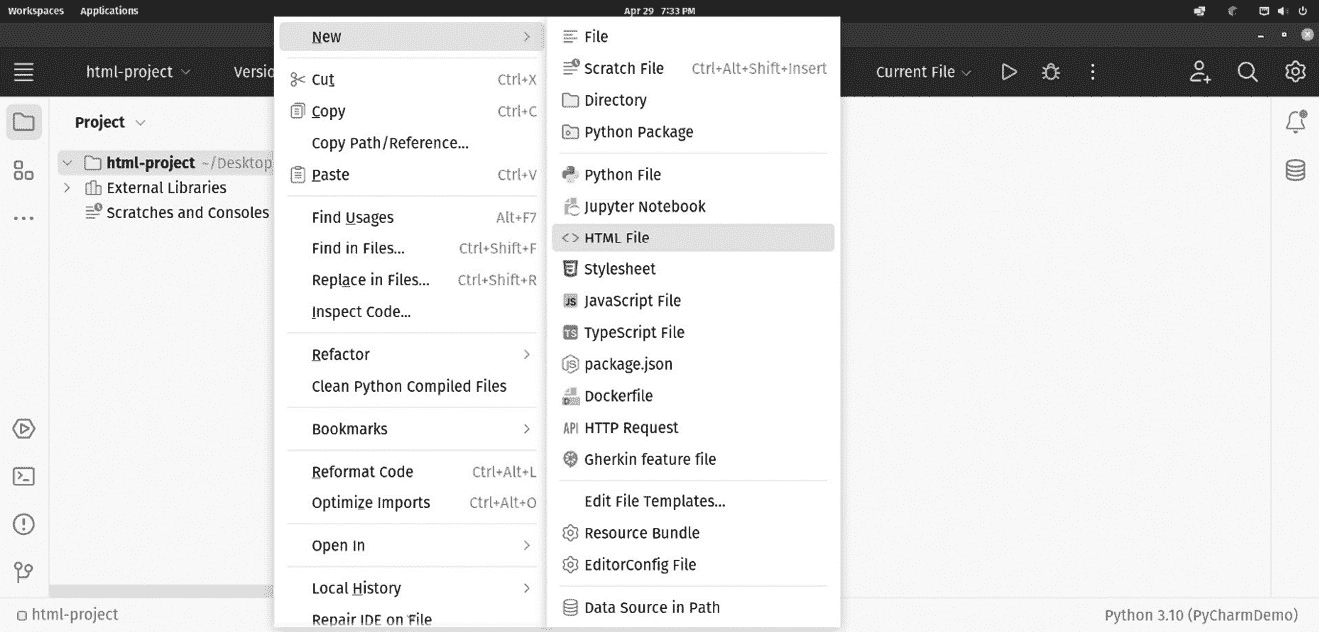 Workspaces Applications Apr 29 7:33 PM
html-project Versio Current File
Project
html-project ~/Desktop
External Libraries
Scratches and Consoles
New
Cut Ctrl+X
Copy Ctrl+C
Copy Path/Reference...
Paste Ctrl+V
Find Usages Alt+F7
Find in Files... Ctrl+Shift+F
Replace in Files... Ctrl+Shift+R
Inspect Code...
Refactor
Clean Python Compiled Files
Bookmarks
Reformat Code Ctrl+Alt+L
Optimize Imports Ctrl+Alt+O
Open In
Local History
Repair IDE on File
File
Scratch File Ctrl+Alt+Shift+Insert
Directory
Python Package
Python File
Jupyter Notebook
HTML File
Stylesheet
JS JavaScript File
TS TypeScript File
package.json
Dockerfile
API HTTP Request
Gherkin feature file
Edit File Templates...
Resource Bundle
EditorConfig File
Data Source in Path
html-project Python 3.10 (PyCharmDemo)